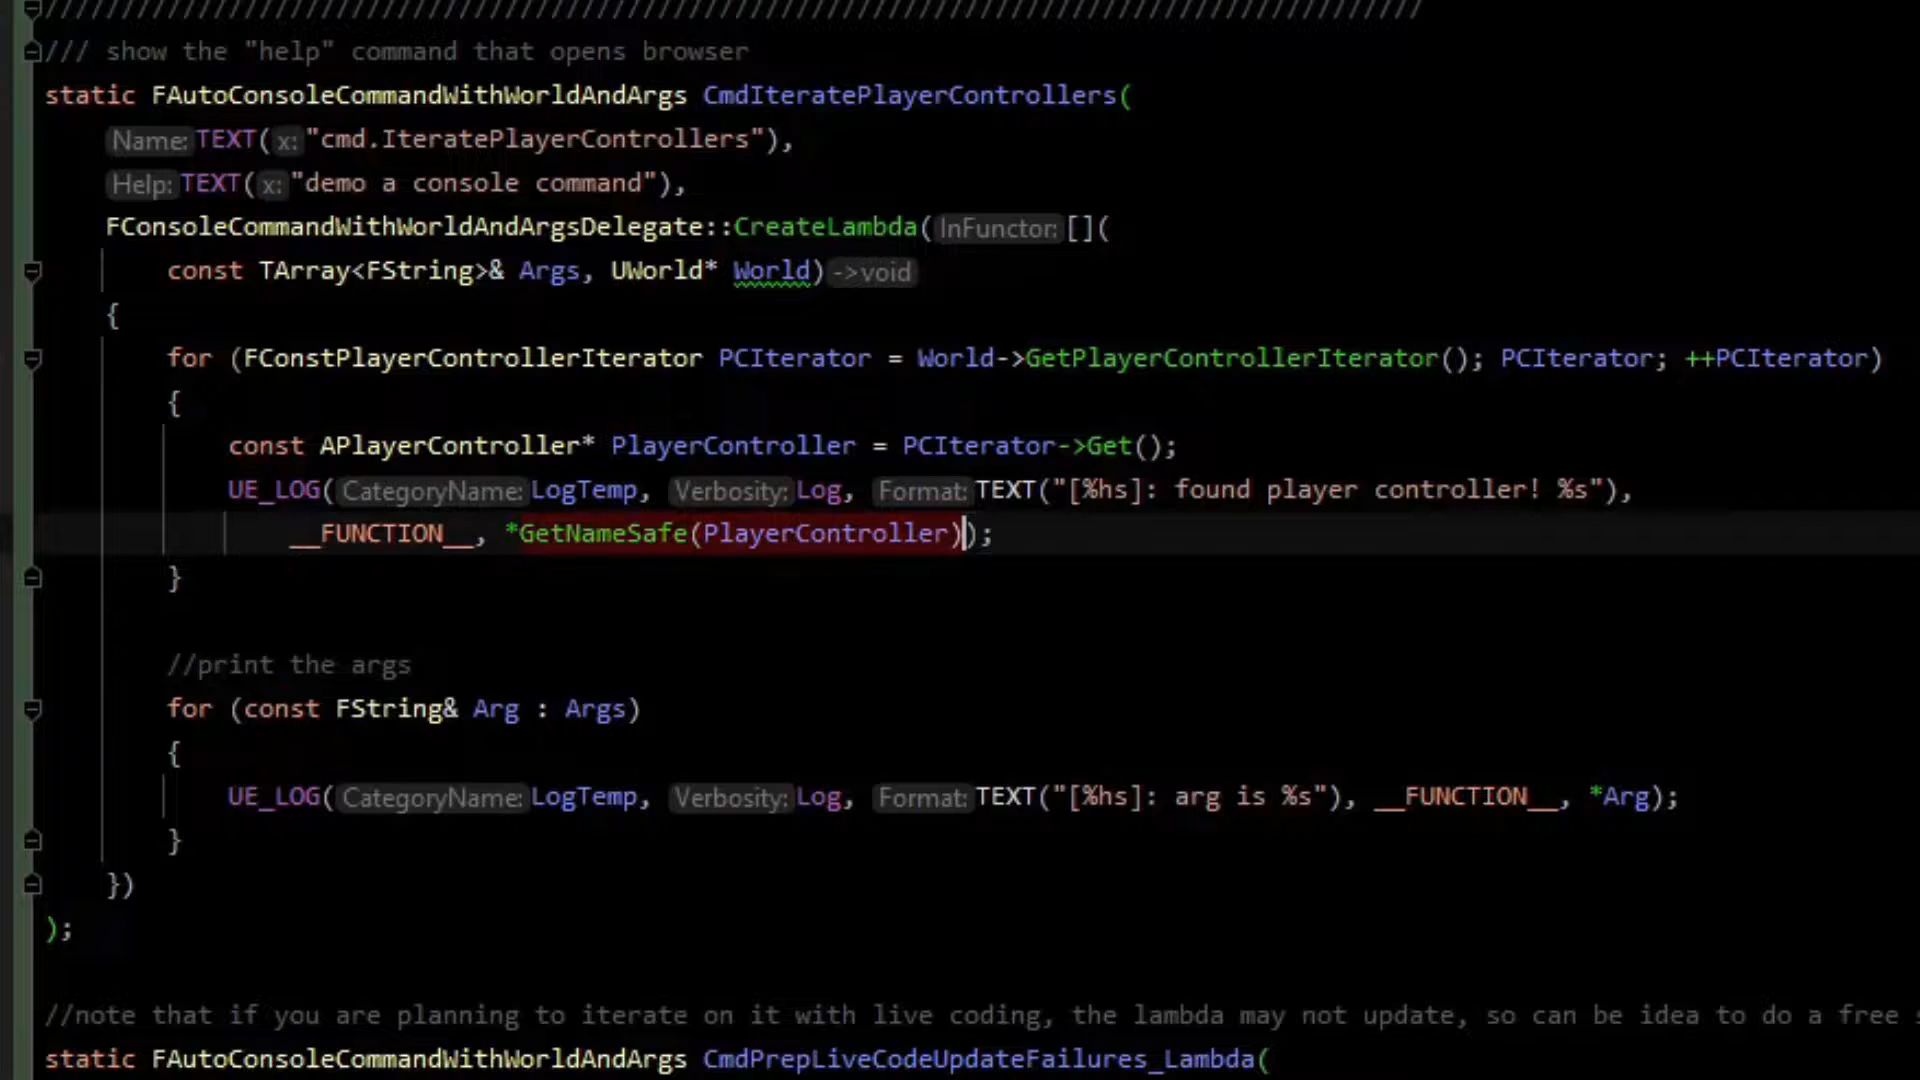 ////////////////////////////////////////////////////////////////////////////////////////////
/// show the "help" command that opens browser
static FAutoConsoleCommandWithWorldAndArgs CmdIteratePlayerControllers(
Name: TEXT( x: "cmd.IteratePlayerControllers"),
Help: TEXT( x: "demo a console command"),
FConsoleCommandWithWorldAndArgsDelegate::CreateLambda( InFunctor: [](
const TArray<FString>& Args, UWorld* World) ->void
{
for (FConstPlayerControllerIterator PCIterator = World->GetPlayerControllerIterator(); PCIterator; ++PCIterator)
{
const APlayerController* PlayerController = PCIterator->Get();
UE_LOG( CategoryName: LogTemp, Verbosity: Log, Format: TEXT("[%hs]: found player controller! %s"),
__FUNCTION__, *GetNameSafe(PlayerController));
}
//print the args
for (const FString& Arg : Args)
{
UE_LOG( CategoryName: LogTemp, Verbosity: Log, Format: TEXT("[%hs]: arg is %s"), __FUNCTION__, *Arg);
}
})
);
//note that if you are planning to iterate on it with live coding, the lambda may not update, so can be idea to do a free
static FAutoConsoleCommandWithWorldAndArgs CmdPrepLiveCodeUpdateFailures_Lambda(